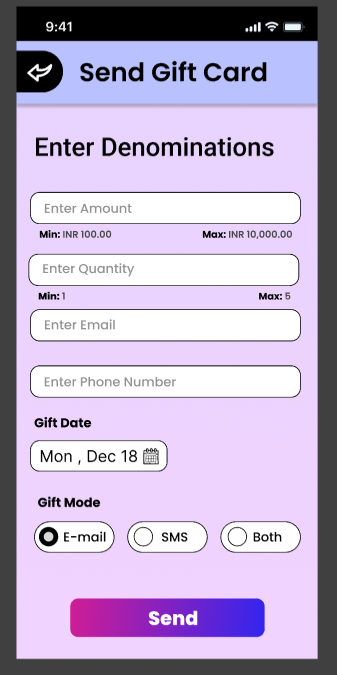 9:41
Send Gift Card
Enter Denominations
Enter Amount
Min: INR 100.00 Max: INR 10,000.00
Enter Quantity
Min: 1 Max: 5
Enter Email
Enter Phone Number
Gift Date
Mon , Dec 18
Gift Mode
E-mail SMS Both
Send